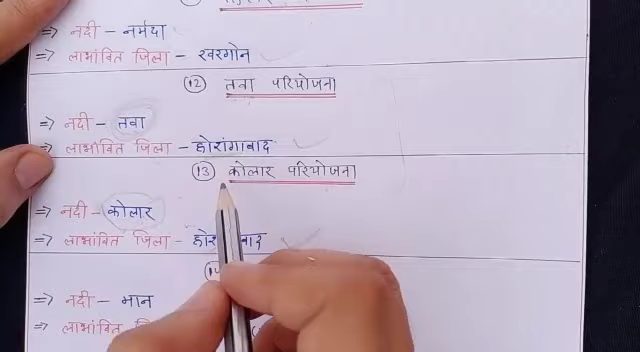 ⇒ नदी - नर्मदा
⇒ लाभांवित जिला - खरगोन
12 तवा परियोजना
⇒ नदी - तवा
⇒ लाभांवित जिला - होशंगाबाद
13 कोलार परियोजना
⇒ नदी - कोलार
⇒ लाभांवित जिला -
⇒ नदी - मान
⇒ लाभांवित